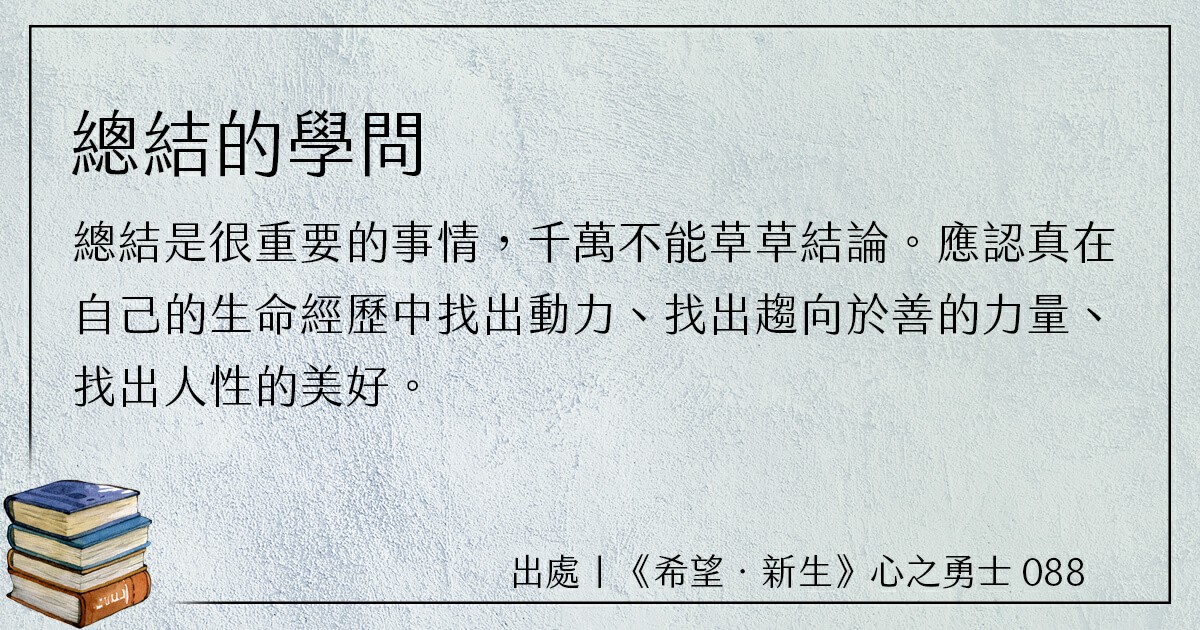 總結的學問
總結是很重要的事情，千萬不能草草結論。應認真在
自己的生命經歷中找出動力、找出趨向於善的力量、
找出人性的美好。
出處｜《希望．新生》心之勇士 088